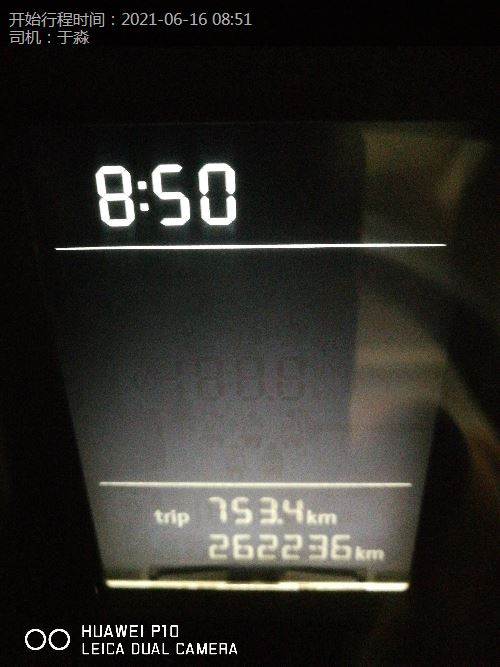 开始行程时间：2021-06-16 08:51
司机：于淼
8:50
trip 753.4km
262236km
HUAWEI P10
LEICA DUAL CAMERA